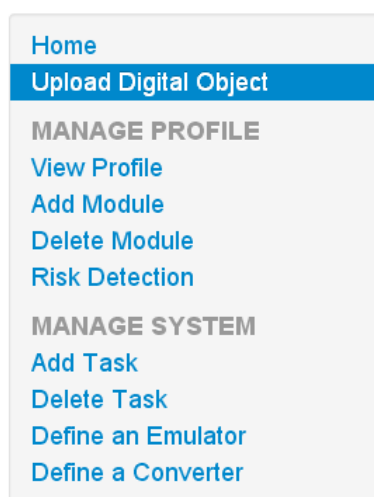 Home
Upload Digital Object
MANAGE PROFILE
View Profile
Add Module
Delete Module
Risk Detection
MANAGE SYSTEM
Add Task
Delete Task
Define an Emulator
Define a Converter